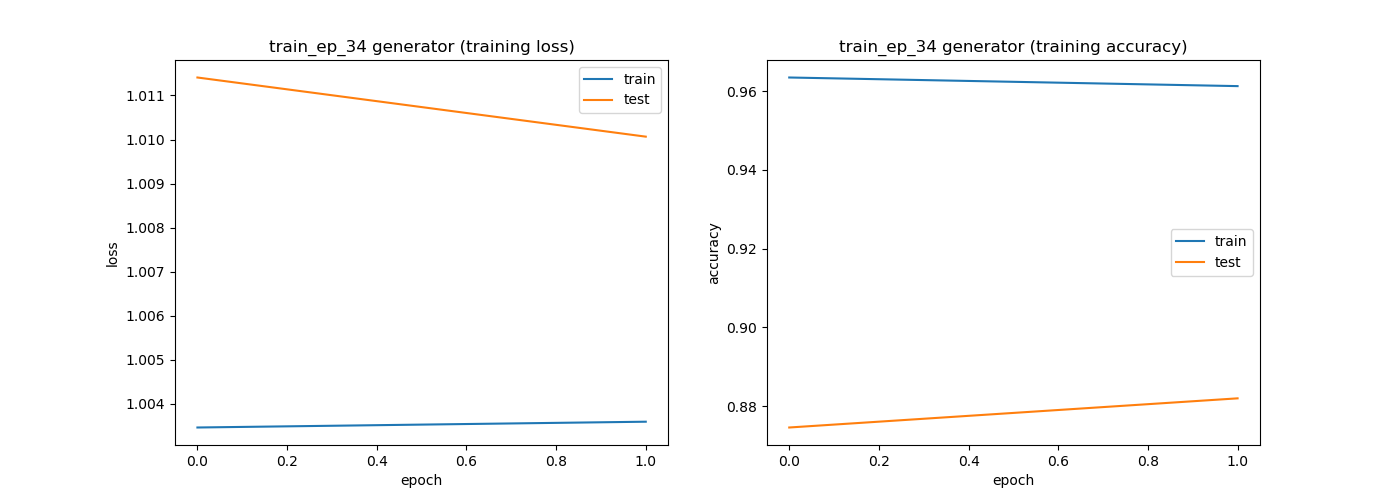 train_ep_34 generator (training loss)
train
test
1.011
1.010
1.009
1.008
1.007
1.006
1.005
1.004
loss
0.0 0.2 0.4 0.6 0.8 1.0
epoch
train_ep_34 generator (training accuracy)
0.96
0.94
0.92
0.90
0.88
accuracy
train
test
0.0 0.2 0.4 0.6 0.8 1.0
epoch